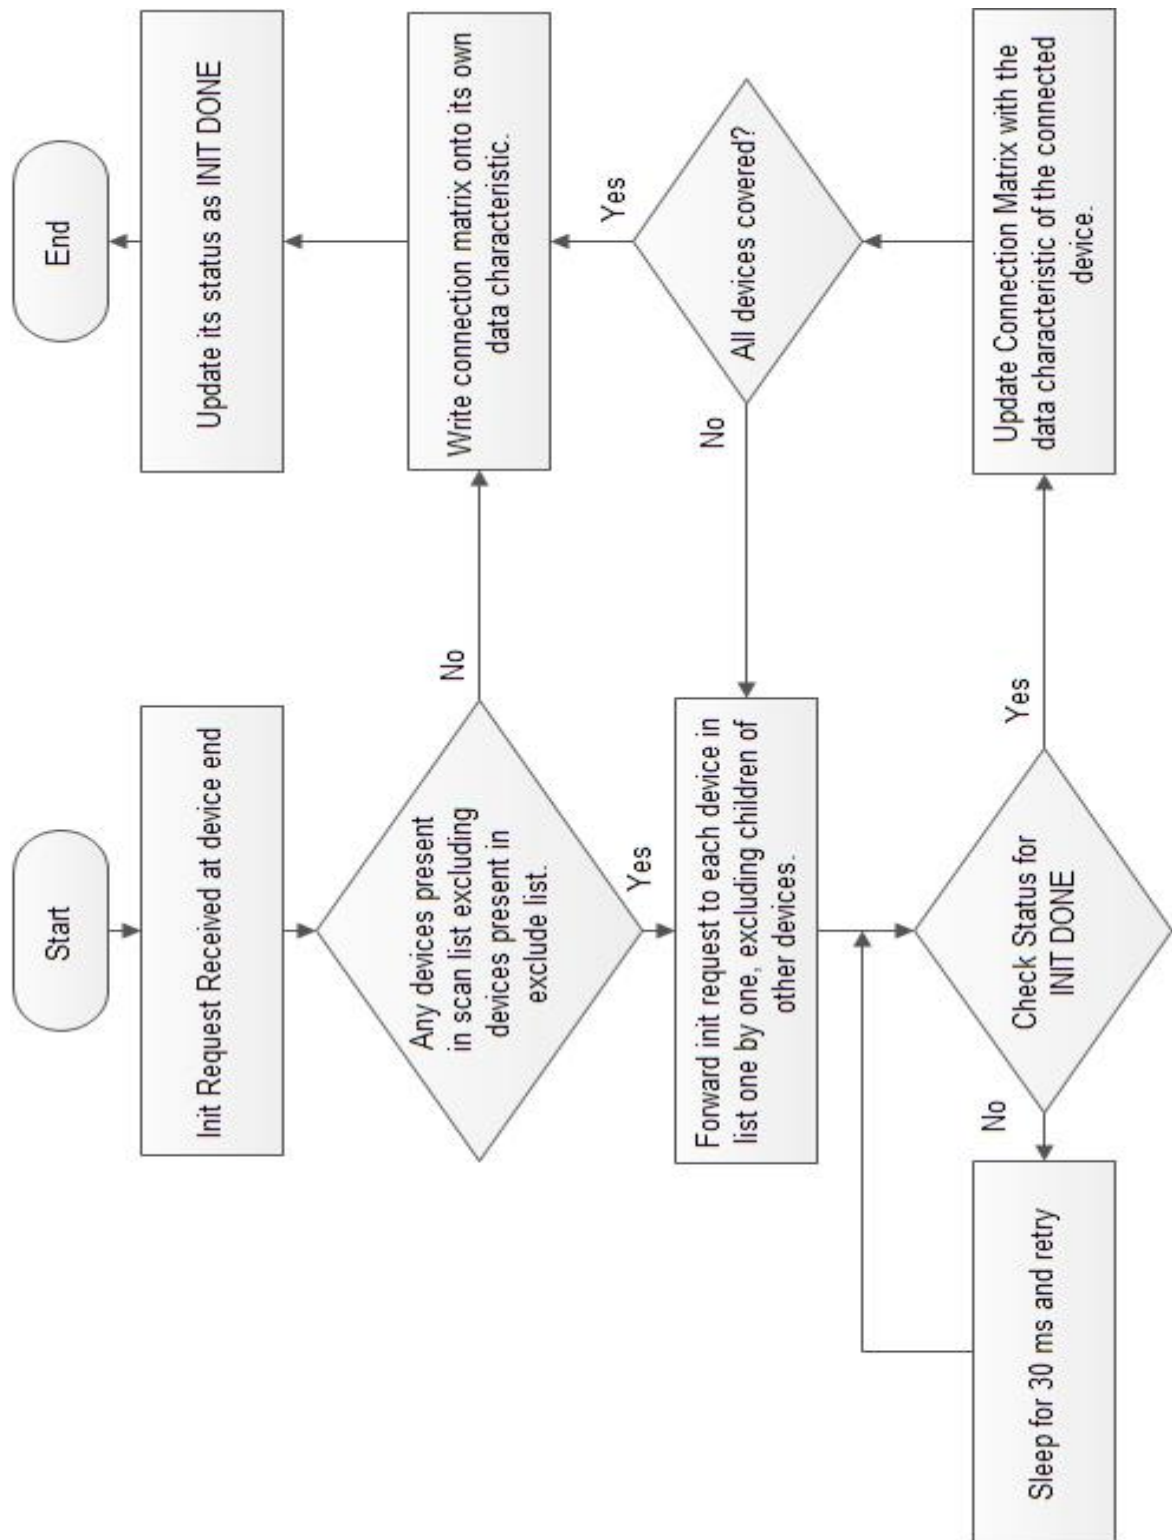 Start
Init Request Received at device end
Any devices present
in scan list excluding
devices present in
exclude list.
No
Yes
Forward init request to each device in
list one by one, excluding children of
other devices.
Check Status for
INIT DONE
No
Yes
Sleep for 30 ms and retry
Update Connection Matrix with the
data characteristic of the connected
device.
All devices covered?
No
Yes
Write connection matrix onto its own
data characteristic.
Update its status as INIT DONE
End